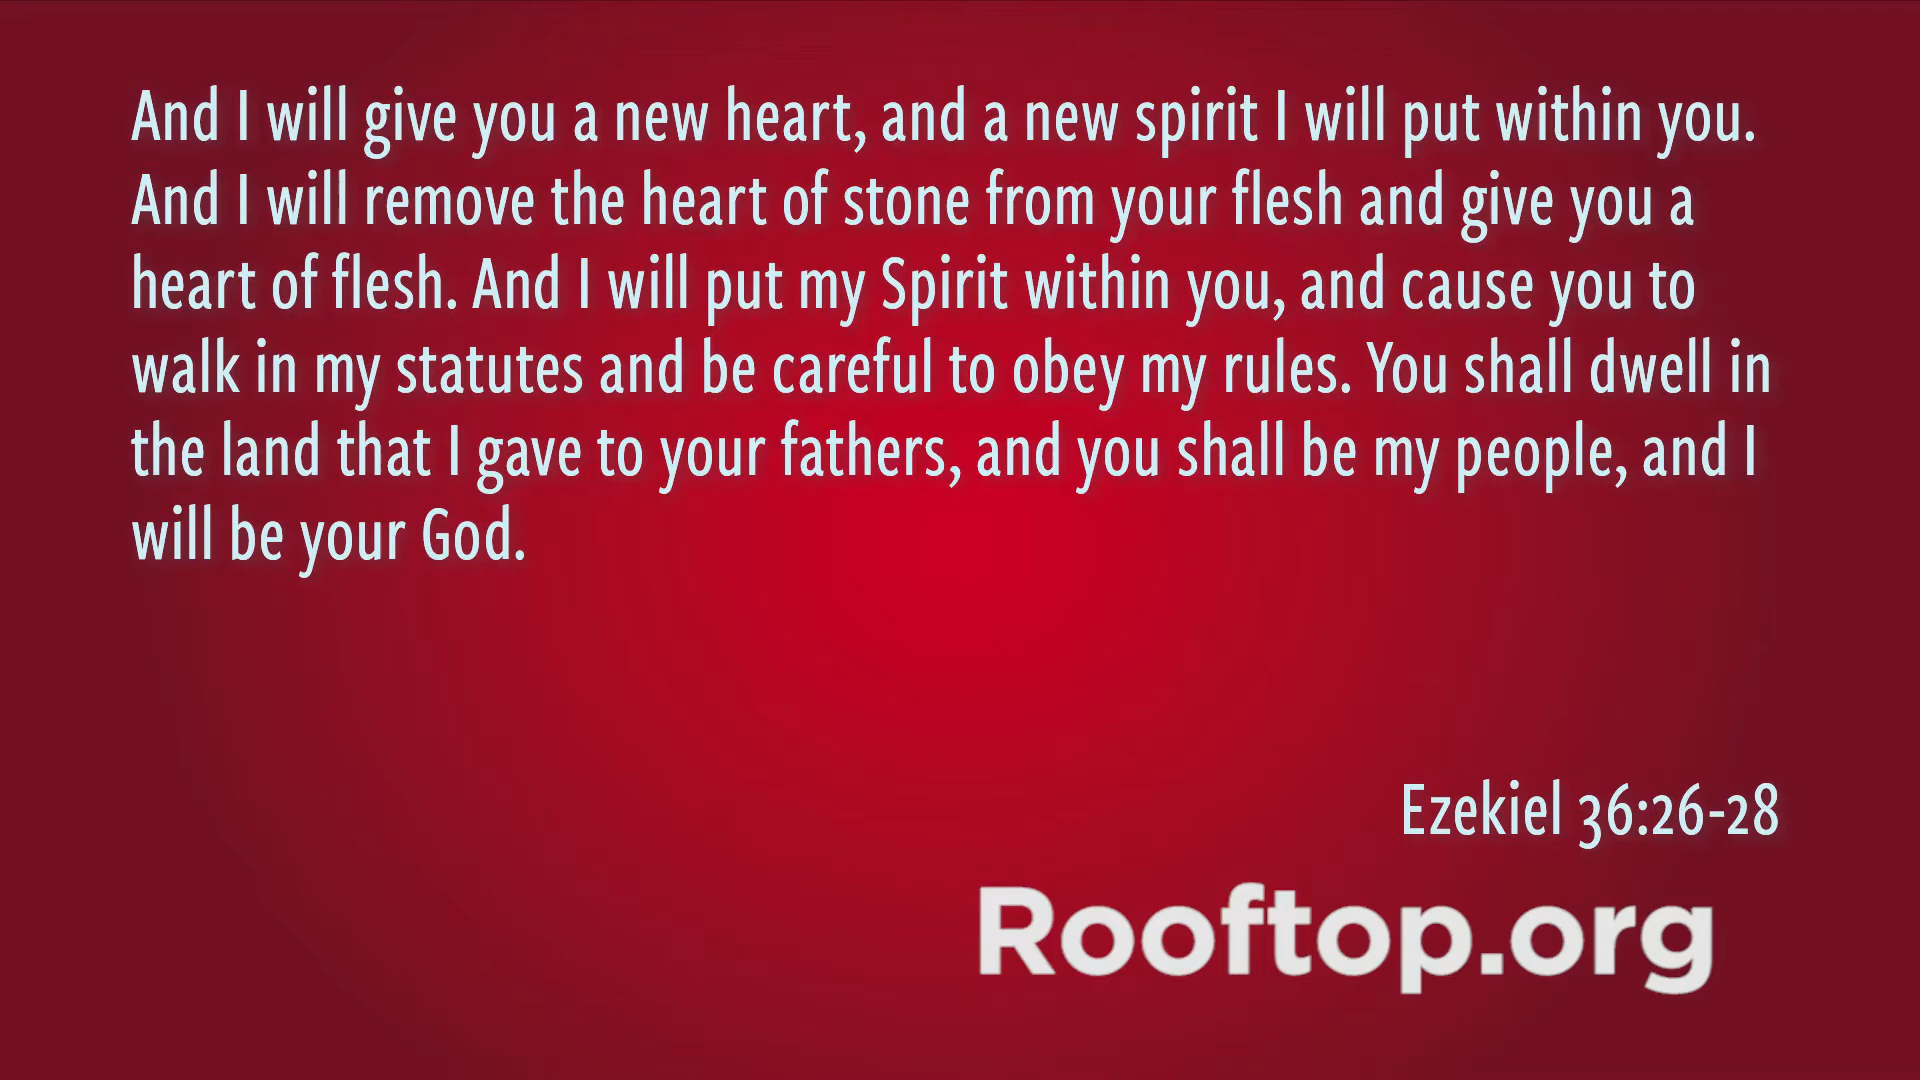 And I will give you a new heart, and a new spirit I will put within you.
And I will remove the heart of stone from your flesh and give you a
heart of flesh. And I will put my Spirit within you, and cause you to
walk in my statutes and be careful to obey my rules. You shall dwell in
the land that I gave to your fathers, and you shall be my people, and I
will be your God.
Ezekiel 36:26-28
Rooftop.org